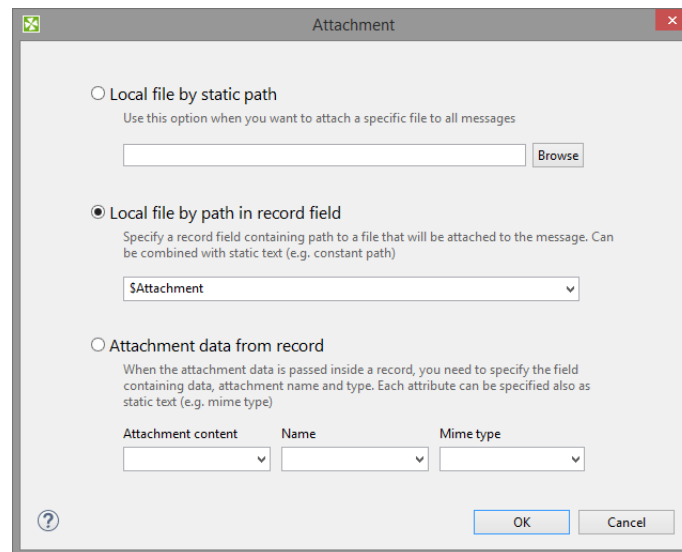 Attachment
Local file by static path
Use this option when you want to attach a specific file to all messages
Browse
Local file by path in record field
Specify a record field containing path to a file that will be attached to the message. Can
be combined with static text (e.g. constant path)
$Attachment
Attachment data from record
When the attachment data is passed inside a record, you need to specify the field
containing data, attachment name and type. Each attribute can be specified also as
static text (e.g. mime type)
Attachment content Name Mime type
OK Cancel